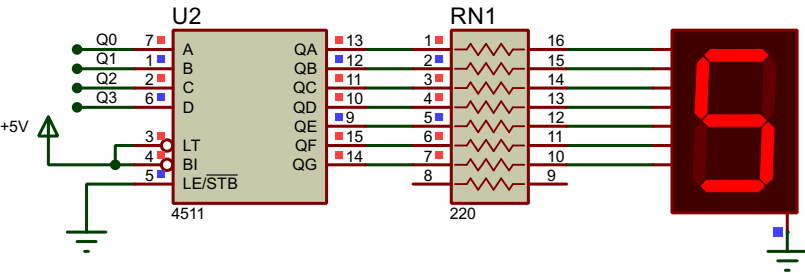 U2 RN1
Q0 7 A QA 13 1 16
Q1 1 B QB 12 2 15
Q2 2 C QC 11 3 14
Q3 6 D QD 10 4 13
QE 9 5 12
+5V
3 LT QF 15 6 11
4 BI QG 14 7 10
5 LE/STB 8 9
4511 220